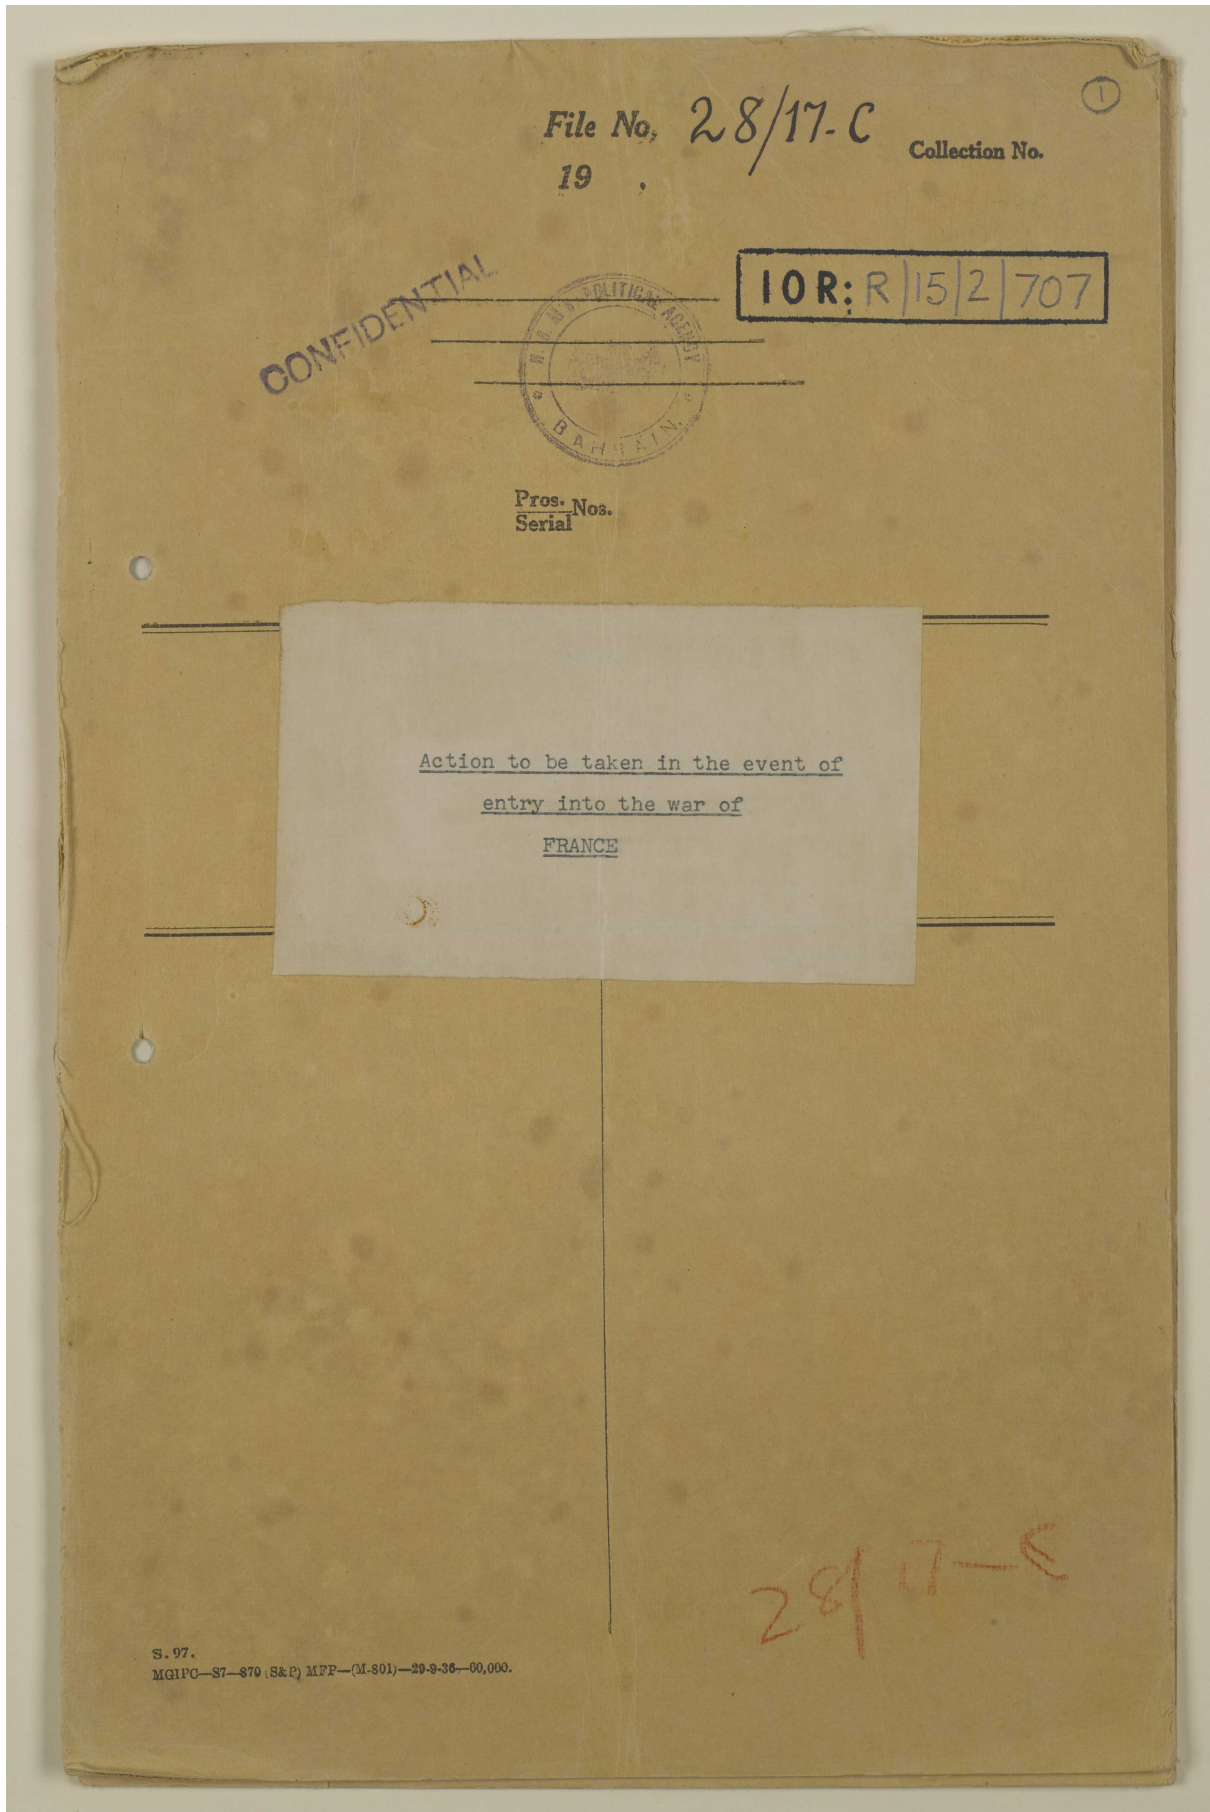 1
File No, 28/17-C
Collection No.
19 .
CONFIDENTIAL
IOR: R/15/2/707
POLITICAL AGENCY
BAHRAIN.
Pros. Nos.
Serial
Action to be taken in the event of
entry into the war of
FRANCE
28/17-C
S. 97.
MGIPC—S7—870 (S&P) MFP—(M-801)—29-9-36—60,000.